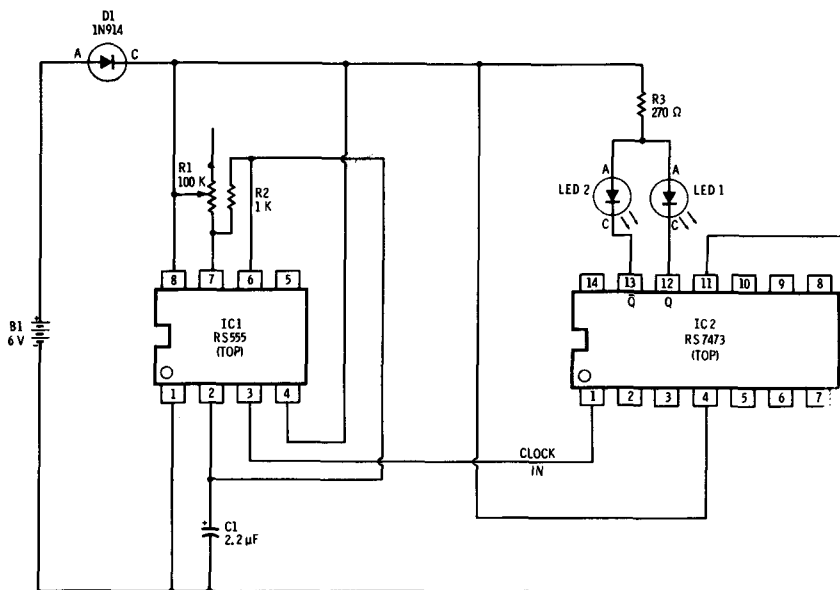 D1
1N914
A
C
R3
270 Ω
R1
100 K
R2
1 K
A
A
LED 2
LED 1
C
C
8
7
6
5
14
13
12
11
10
9
8
Q̅
Q
B1
6 V
+
IC1
RS555
(TOP)
IC2
RS7473
(TOP)
1
2
3
4
1
2
3
4
5
6
7
CLOCK
IN
+
C1
2.2 µF